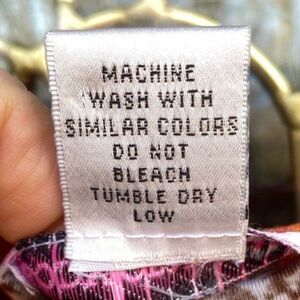 MACHINE
WASH WITH
SIMILAR COLORS
DO NOT
BLEACH
TUMBLE DRY
LOW